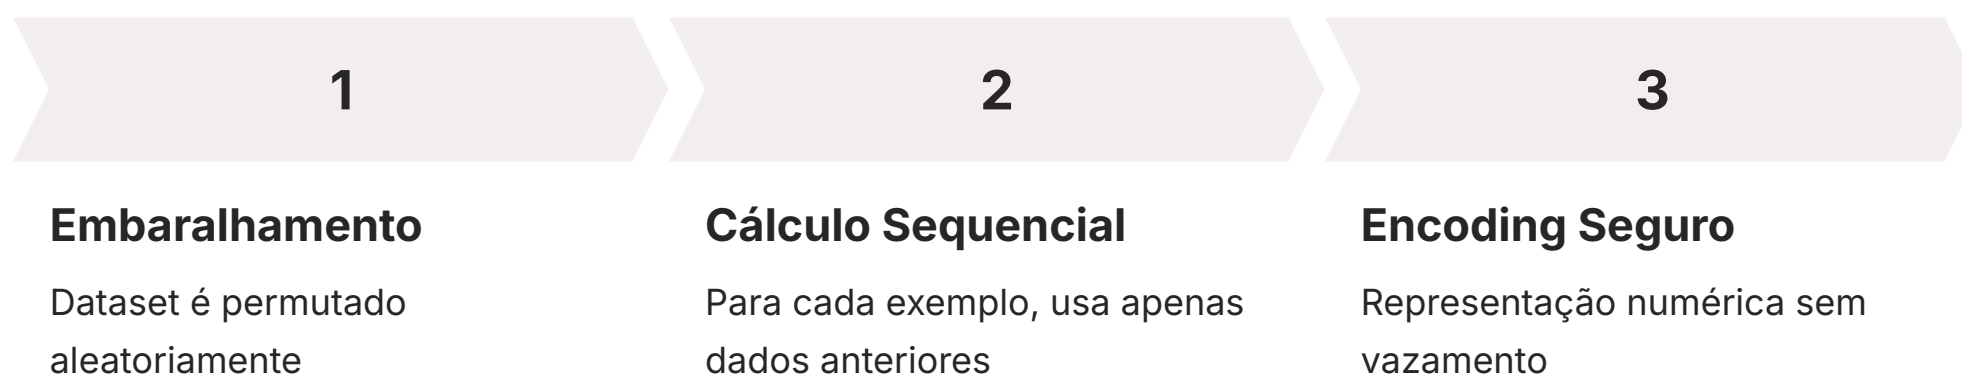 1
Embaralhamento
Dataset é permutado
aleatoriamente
2
Cálculo Sequencial
Para cada exemplo, usa apenas
dados anteriores
3
Encoding Seguro
Representação numérica sem
vazamento